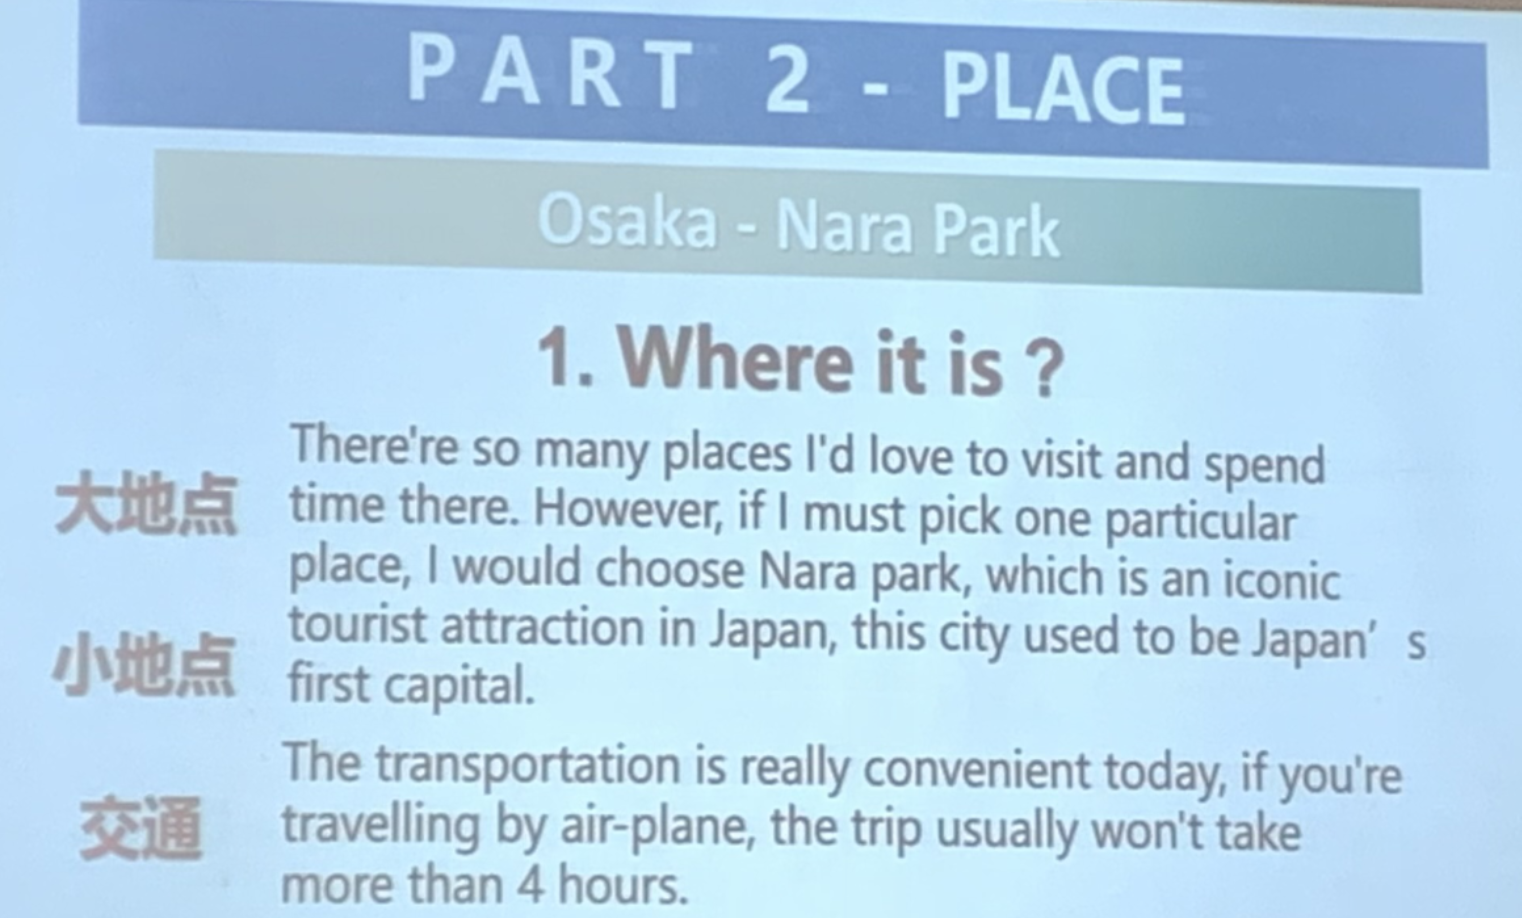 PART 2 - PLACE
Osaka - Nara Park
1. Where it is ?
大地点
There're so many places I'd love to visit and spend
time there. However, if I must pick one particular
place, I would choose Nara park, which is an iconic
小地点
tourist attraction in Japan, this city used to be Japan’s
first capital.
交通
The transportation is really convenient today, if you're
travelling by air-plane, the trip usually won't take
more than 4 hours.